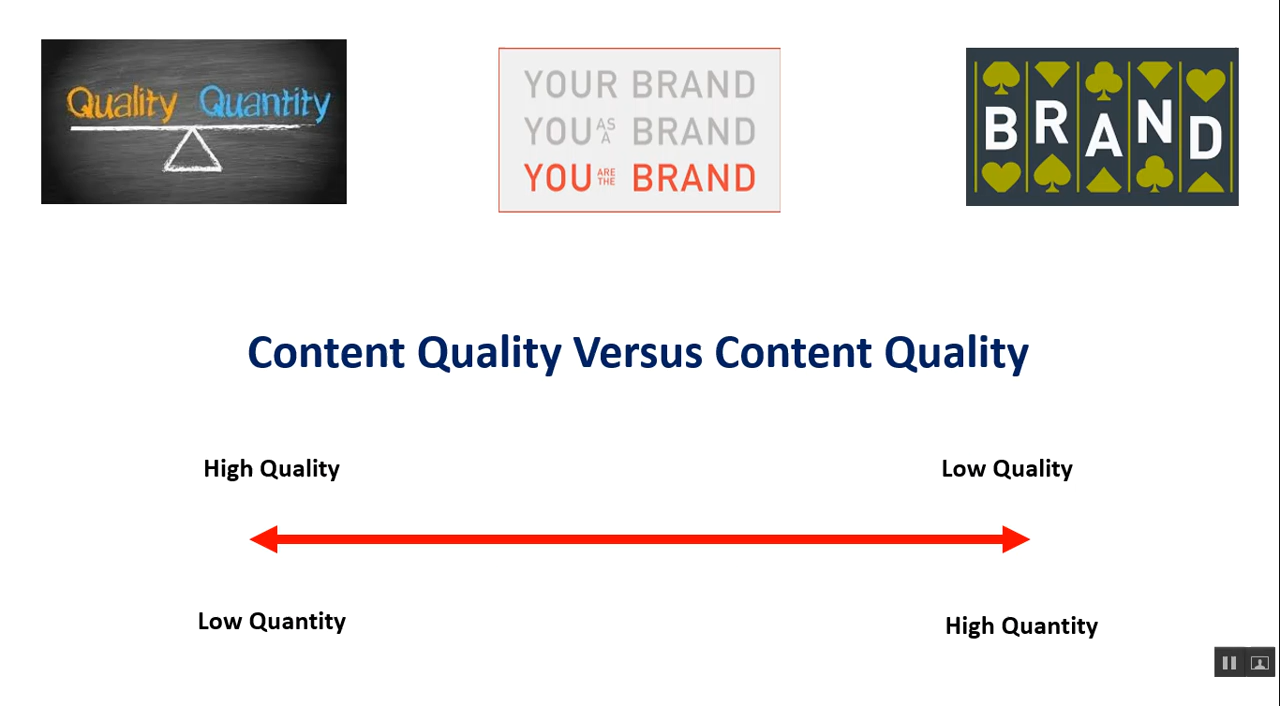 Quality Quantity
YOUR BRAND
YOU AS A BRAND
YOU ARE THE BRAND
BRAND
Content Quality Versus Content Quality
High Quality
Low Quality
Low Quantity
High Quantity